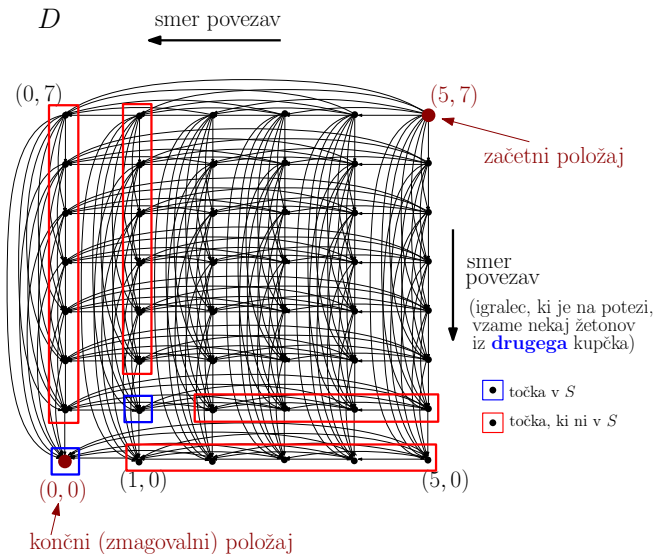 D
smer povezav
(0, 7)
(5, 7)
začetni položaj
smer
povezav
(igralec, ki je na potezi,
vzame nekaj žetonov
iz drugega kupčka)
točka v S
točka, ki ni v S
(0, 0)
(1, 0)
(5, 0)
končni (zmagovalni) položaj